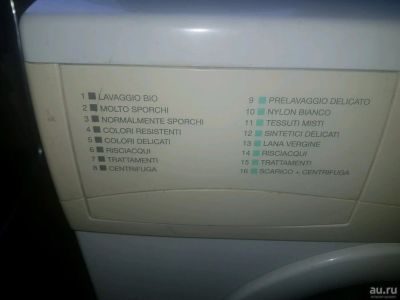 1 LAVAGGIO BIO
2 MOLTO SPORCHI
3 NORMALMENTE SPORCHI
4 COLORI RESISTENTI
5 COLORI DELICATI
6 RISCIACQUI
7 TRATTAMENTI
8 CENTRIFUGA
9 PRELAVAGGIO DELICATO
10 NYLON BIANCO
11 TESSUTI MISTI
12 SINTETICI DELICATI
13 LANA VERGINE
14 RISCIACQUI
15 TRATTAMENTI
16 SCARICO + CENTRIFUGA
au.ru